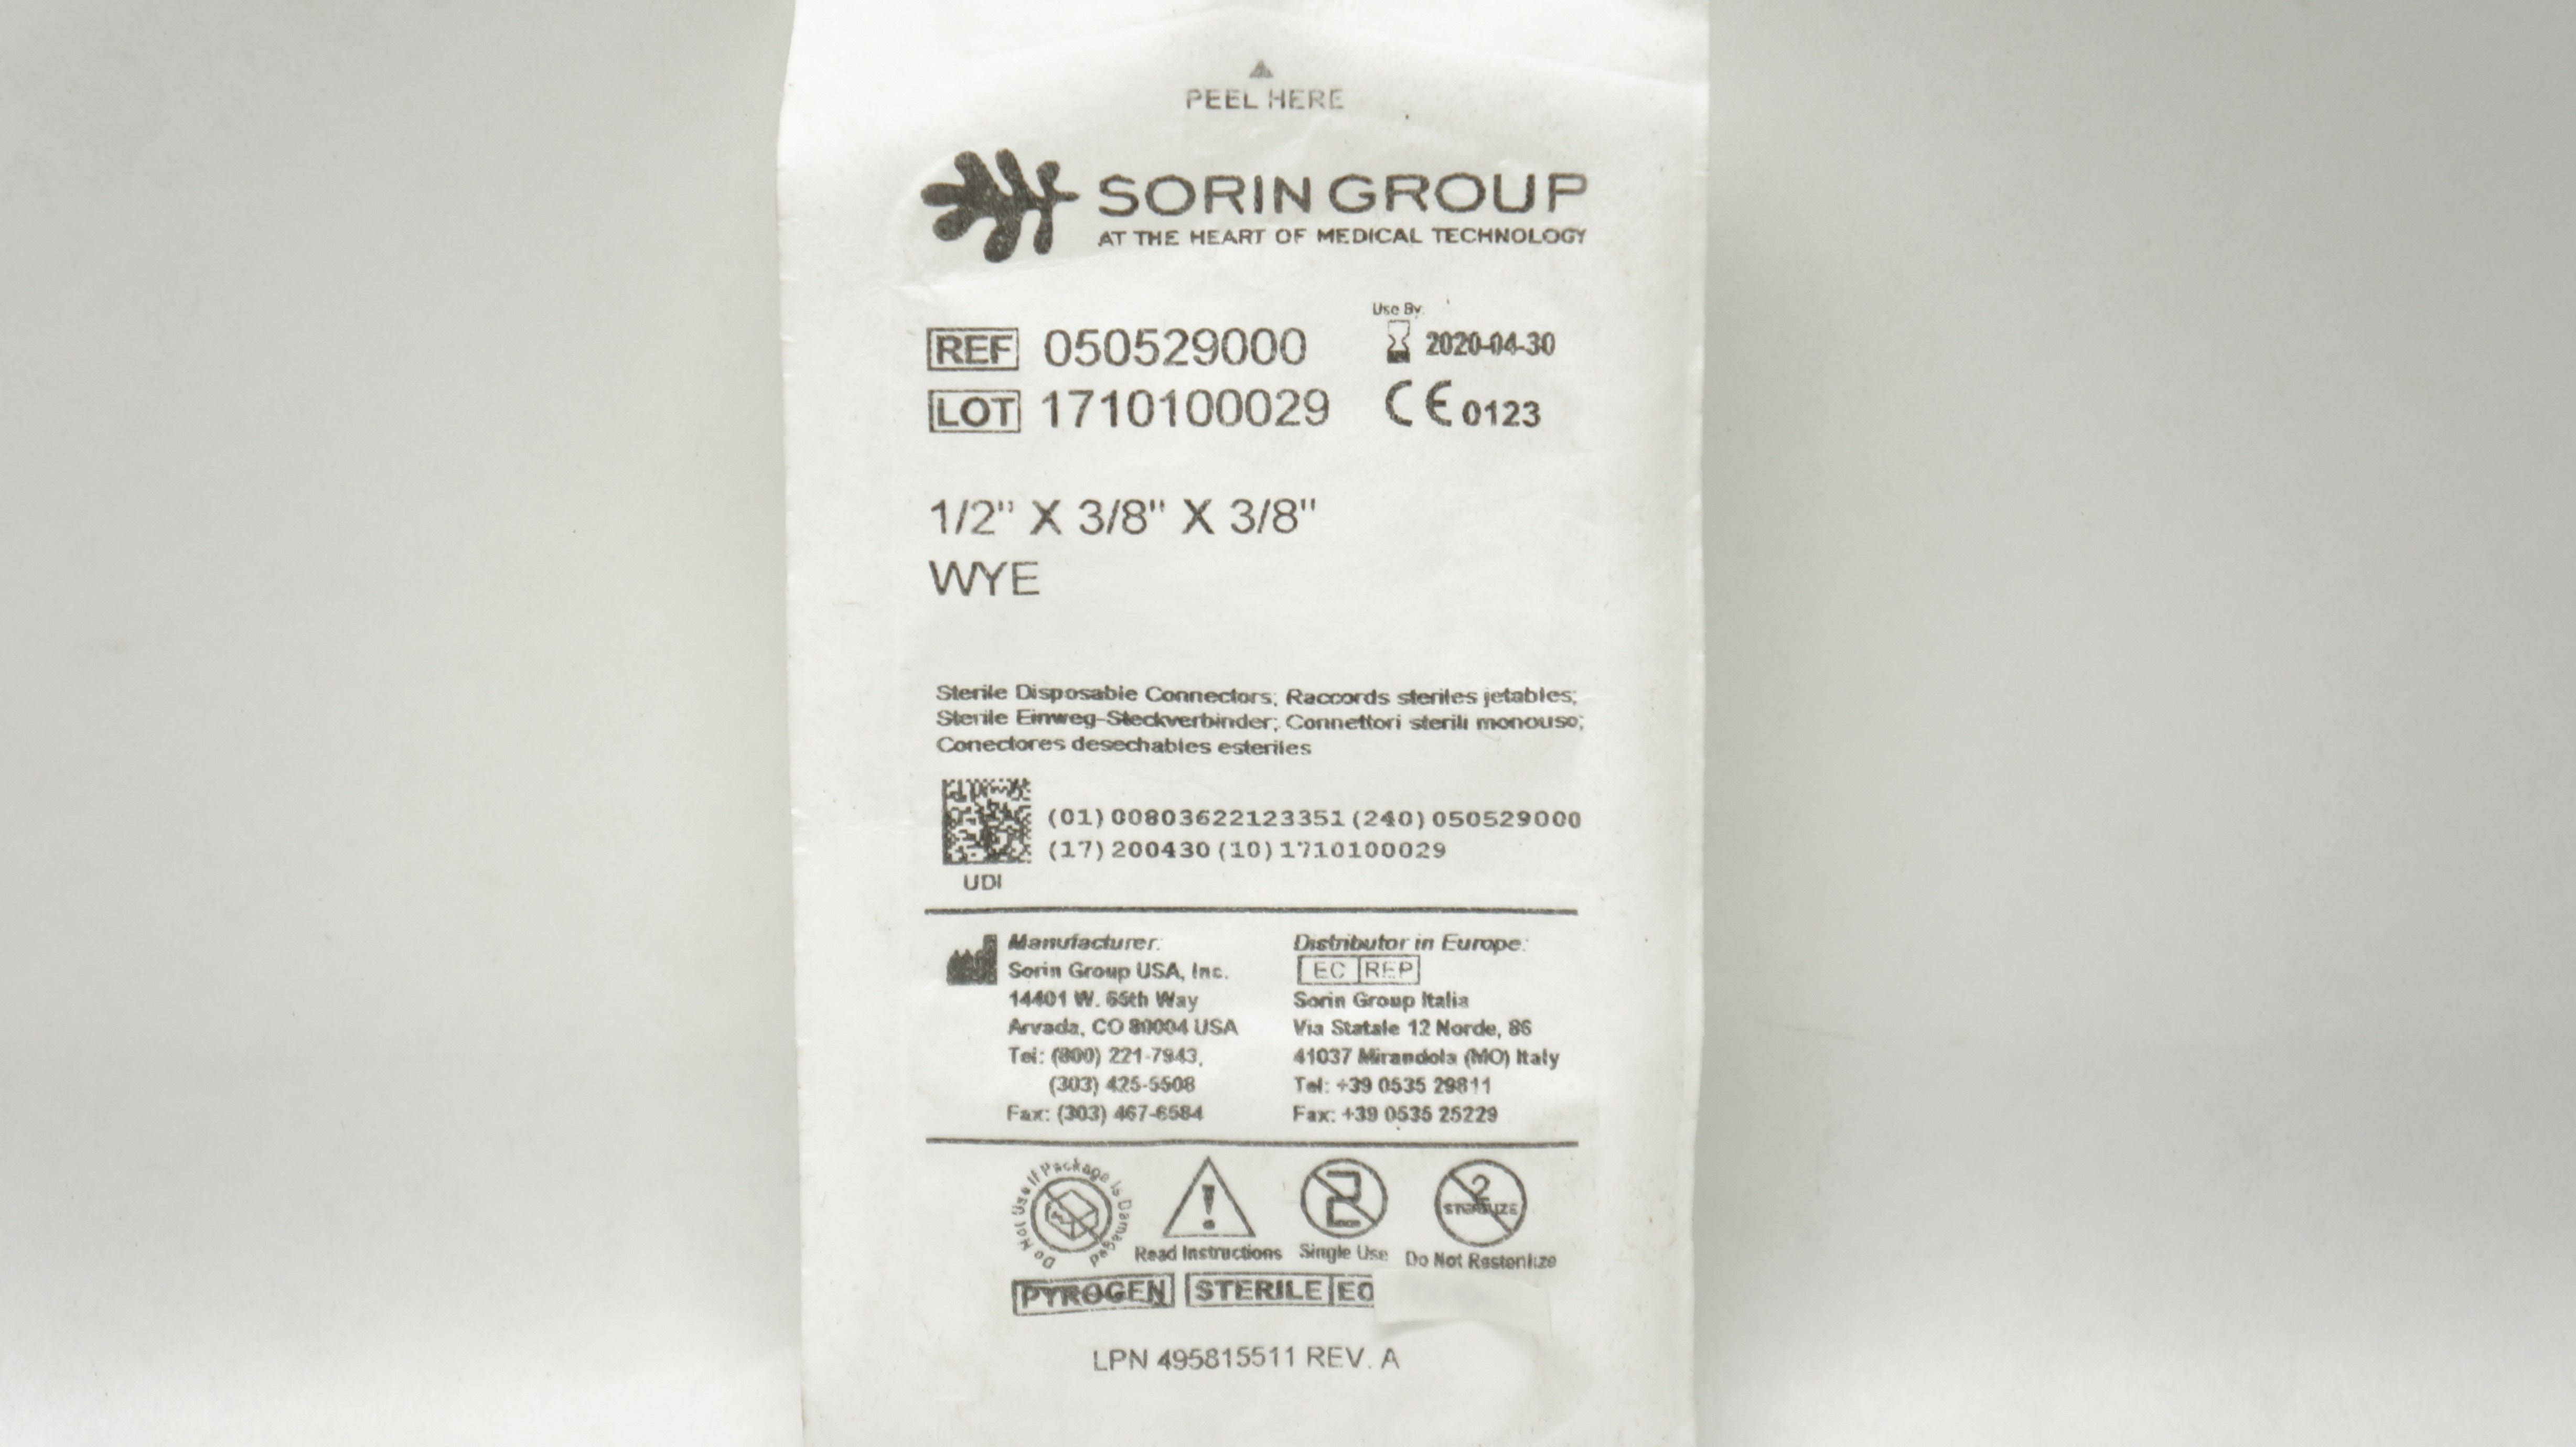 PEEL HERE
SORIN GROUP
AT THE HEART OF MEDICAL TECHNOLOGY
Use By:
REF 050529000 2020-04-30
LOT 1710100029 CE 0123
1/2" X 3/8" X 3/8"
WYE
Sterile Disposable Connectors; Raccords steriles jetables;
Sterile Einweg-Steckverbinder; Connettori sterili monouso;
Conectores desechables esteriles
(01)00803622123351(240)050529000
(17)200430(10)1710100029
UDI
Manufacturer:
Sorin Group USA, Inc.
14401 W. 65th Way
Arvada, CO 80004 USA
Tel: (800) 221-7943,
(303) 425-5508
Fax: (303) 467-6584
Distributor in Europe:
EC REP
Sorin Group Italia
Via Statale 12 Norde, 86
41037 Mirandola (MO) Italy
Tel: +39 0535 29811
Fax: +39 0535 25229
Do Not Use If Package Is Damaged
Read Instructions
2
Single Use
2
STERILIZE
Do Not Resterilize
PYROGEN STERILE EO
LPN 495815511 REV. A